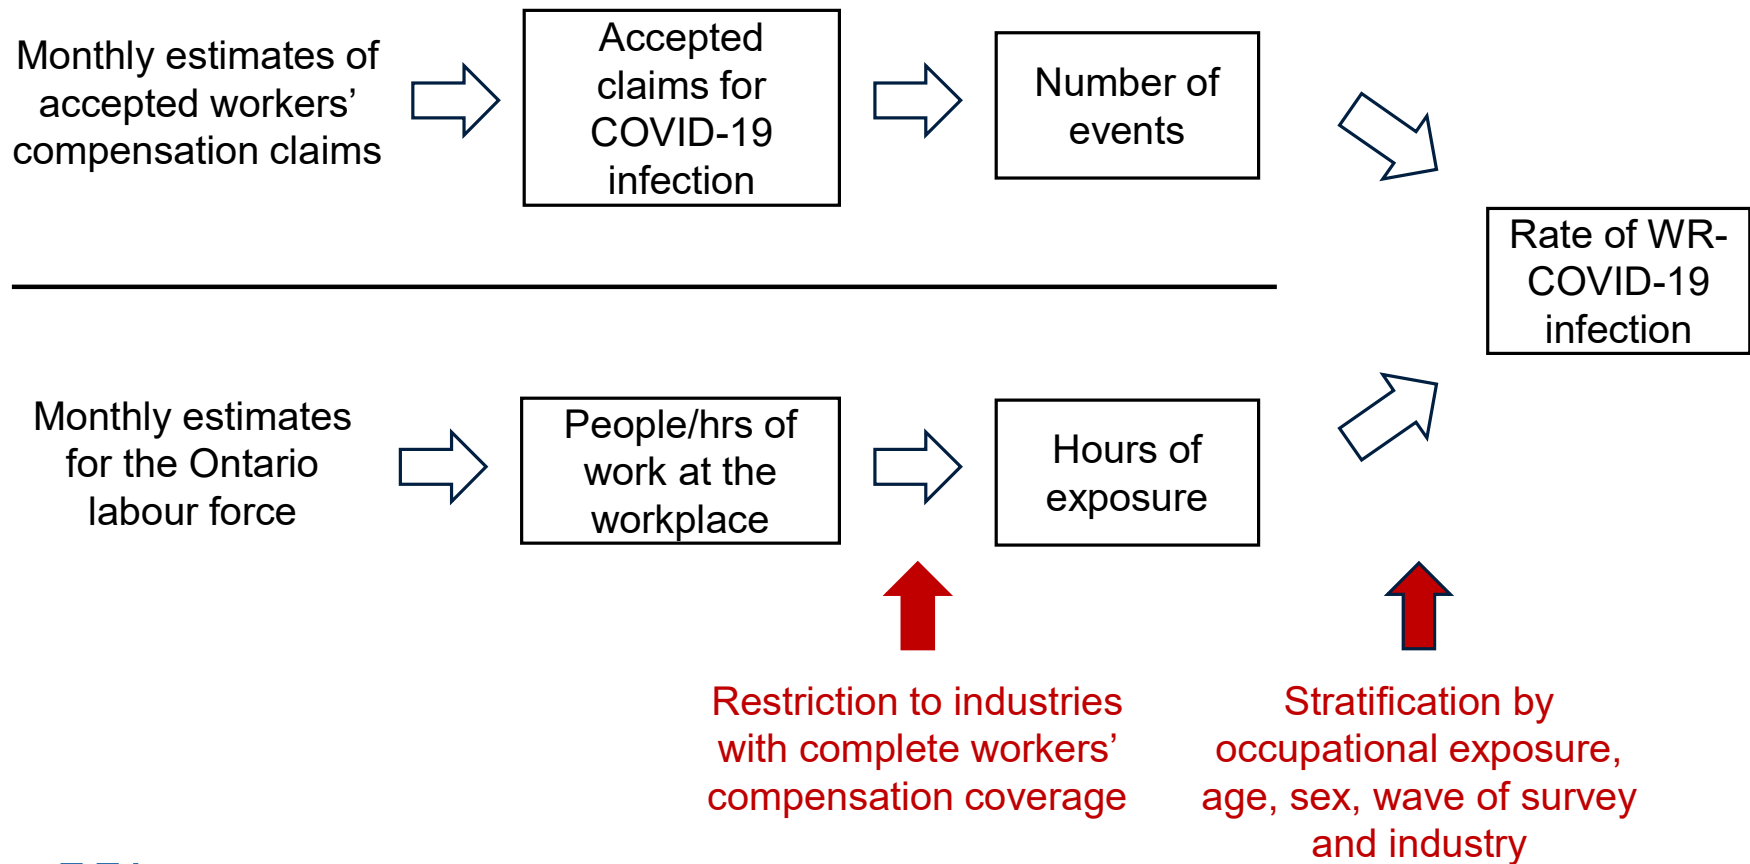 Monthly estimates of
accepted workers’
compensation claims
Accepted
claims for
COVID-19
infection
Number of
events
Rate of WR-
COVID-19
infection
Monthly estimates
for the Ontario
labour force
People/hrs of
work at the
workplace
Hours of
exposure
Restriction to industries
with complete workers’
compensation coverage
Stratification by
occupational exposure,
age, sex, wave of survey
and industry